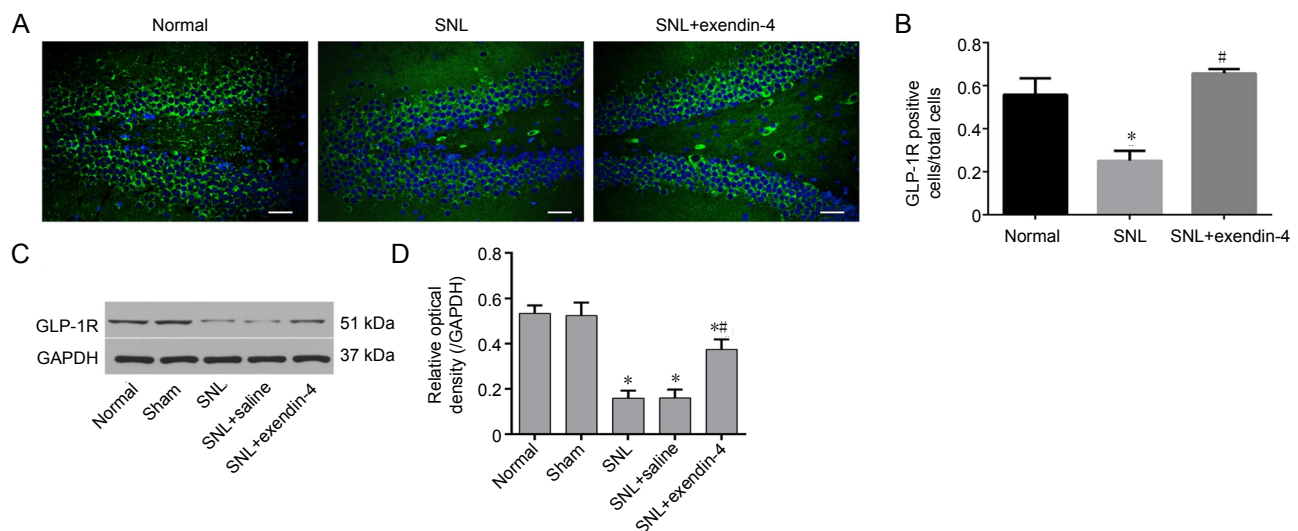 A
Normal
SNL
SNL+exendin-4
B
GLP-1R positive
cells/total cells
0.8
0.6
0.4
0.2
0
*
#
Normal
SNL
SNL+exendin-4
C
GLP-1R
51 kDa
GAPDH
37 kDa
Normal
Sham
SNL
SNL+saline
SNL+exendin-4
D
Relative optical
density (/GAPDH)
0.8
0.6
0.4
0.2
0
*
*
*#
Normal
Sham
SNL
SNL+saline
SNL+exendin-4